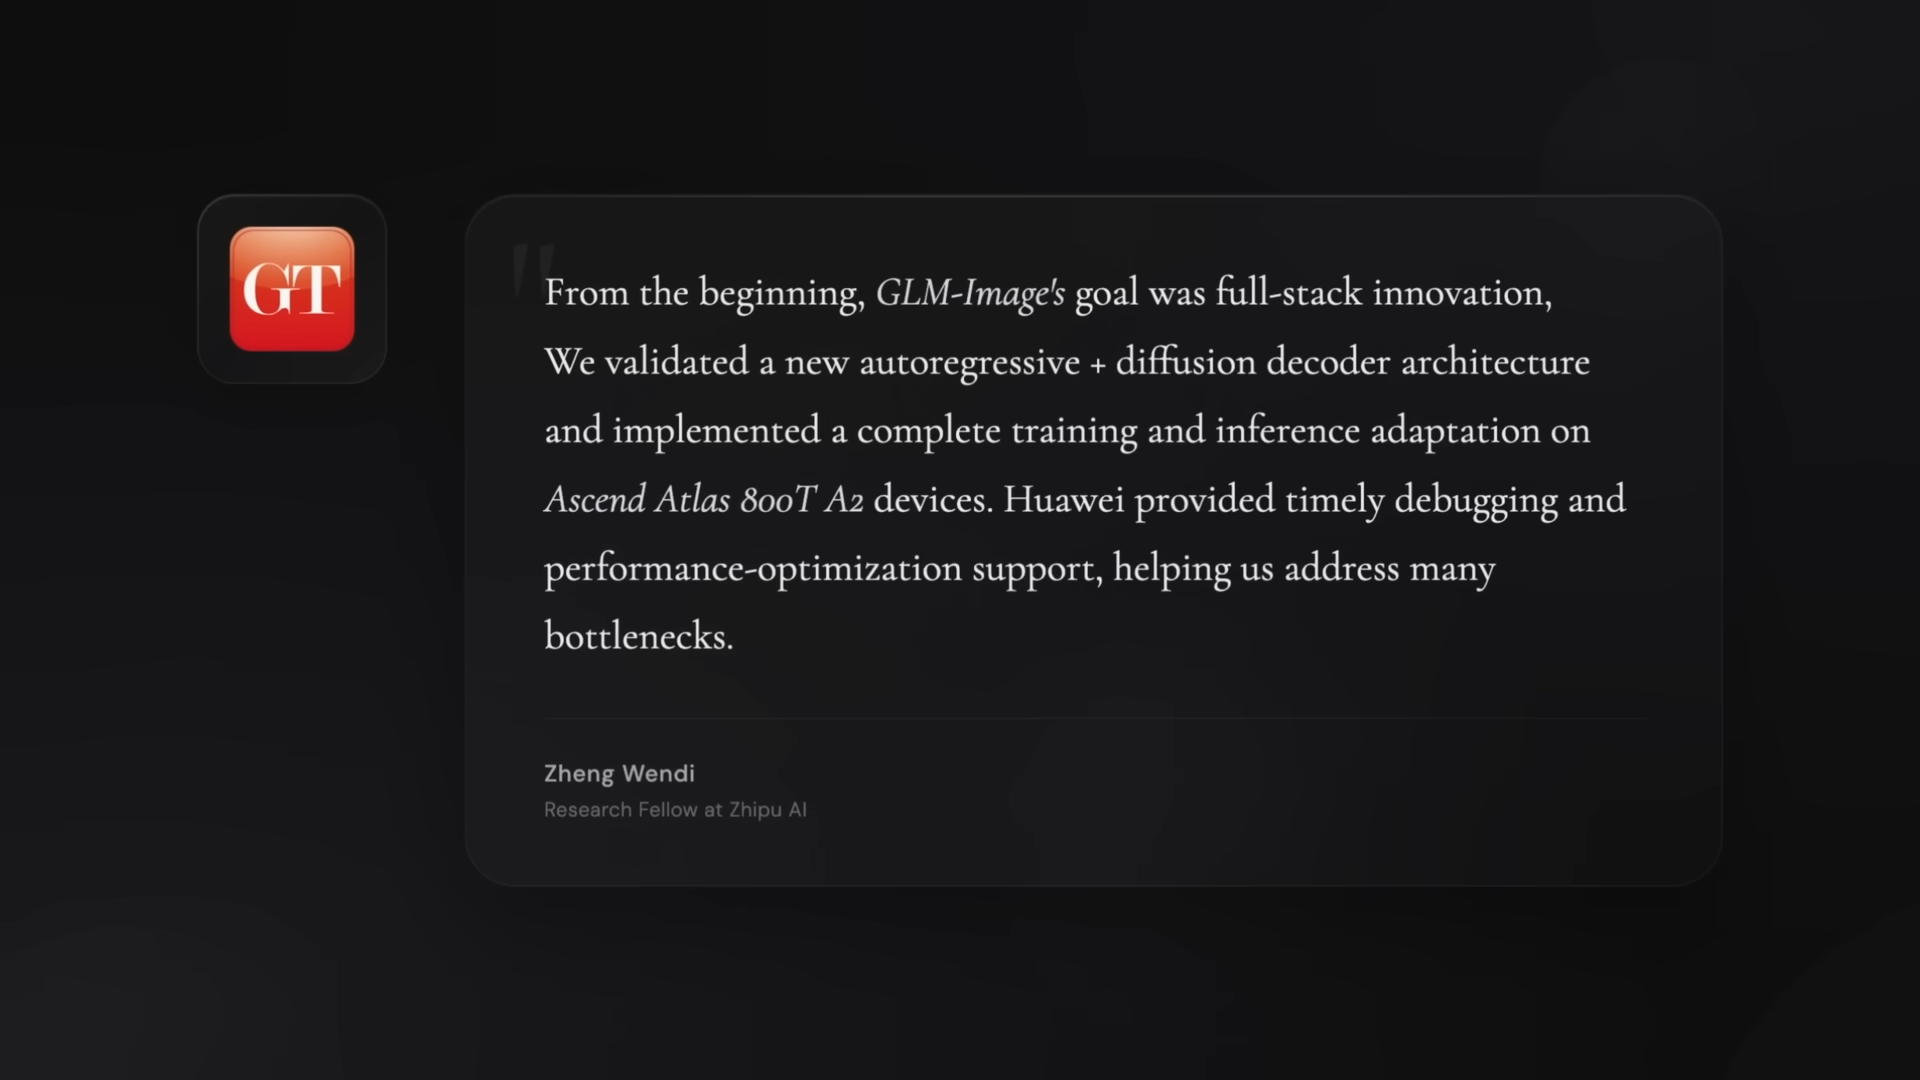 GT
"
From the beginning, GLM-Image's goal was full-stack innovation,
We validated a new autoregressive + diffusion decoder architecture
and implemented a complete training and inference adaptation on
Ascend Atlas 800T A2 devices. Huawei provided timely debugging and
performance-optimization support, helping us address many
bottlenecks.
Zheng Wendi
Research Fellow at Zhipu AI